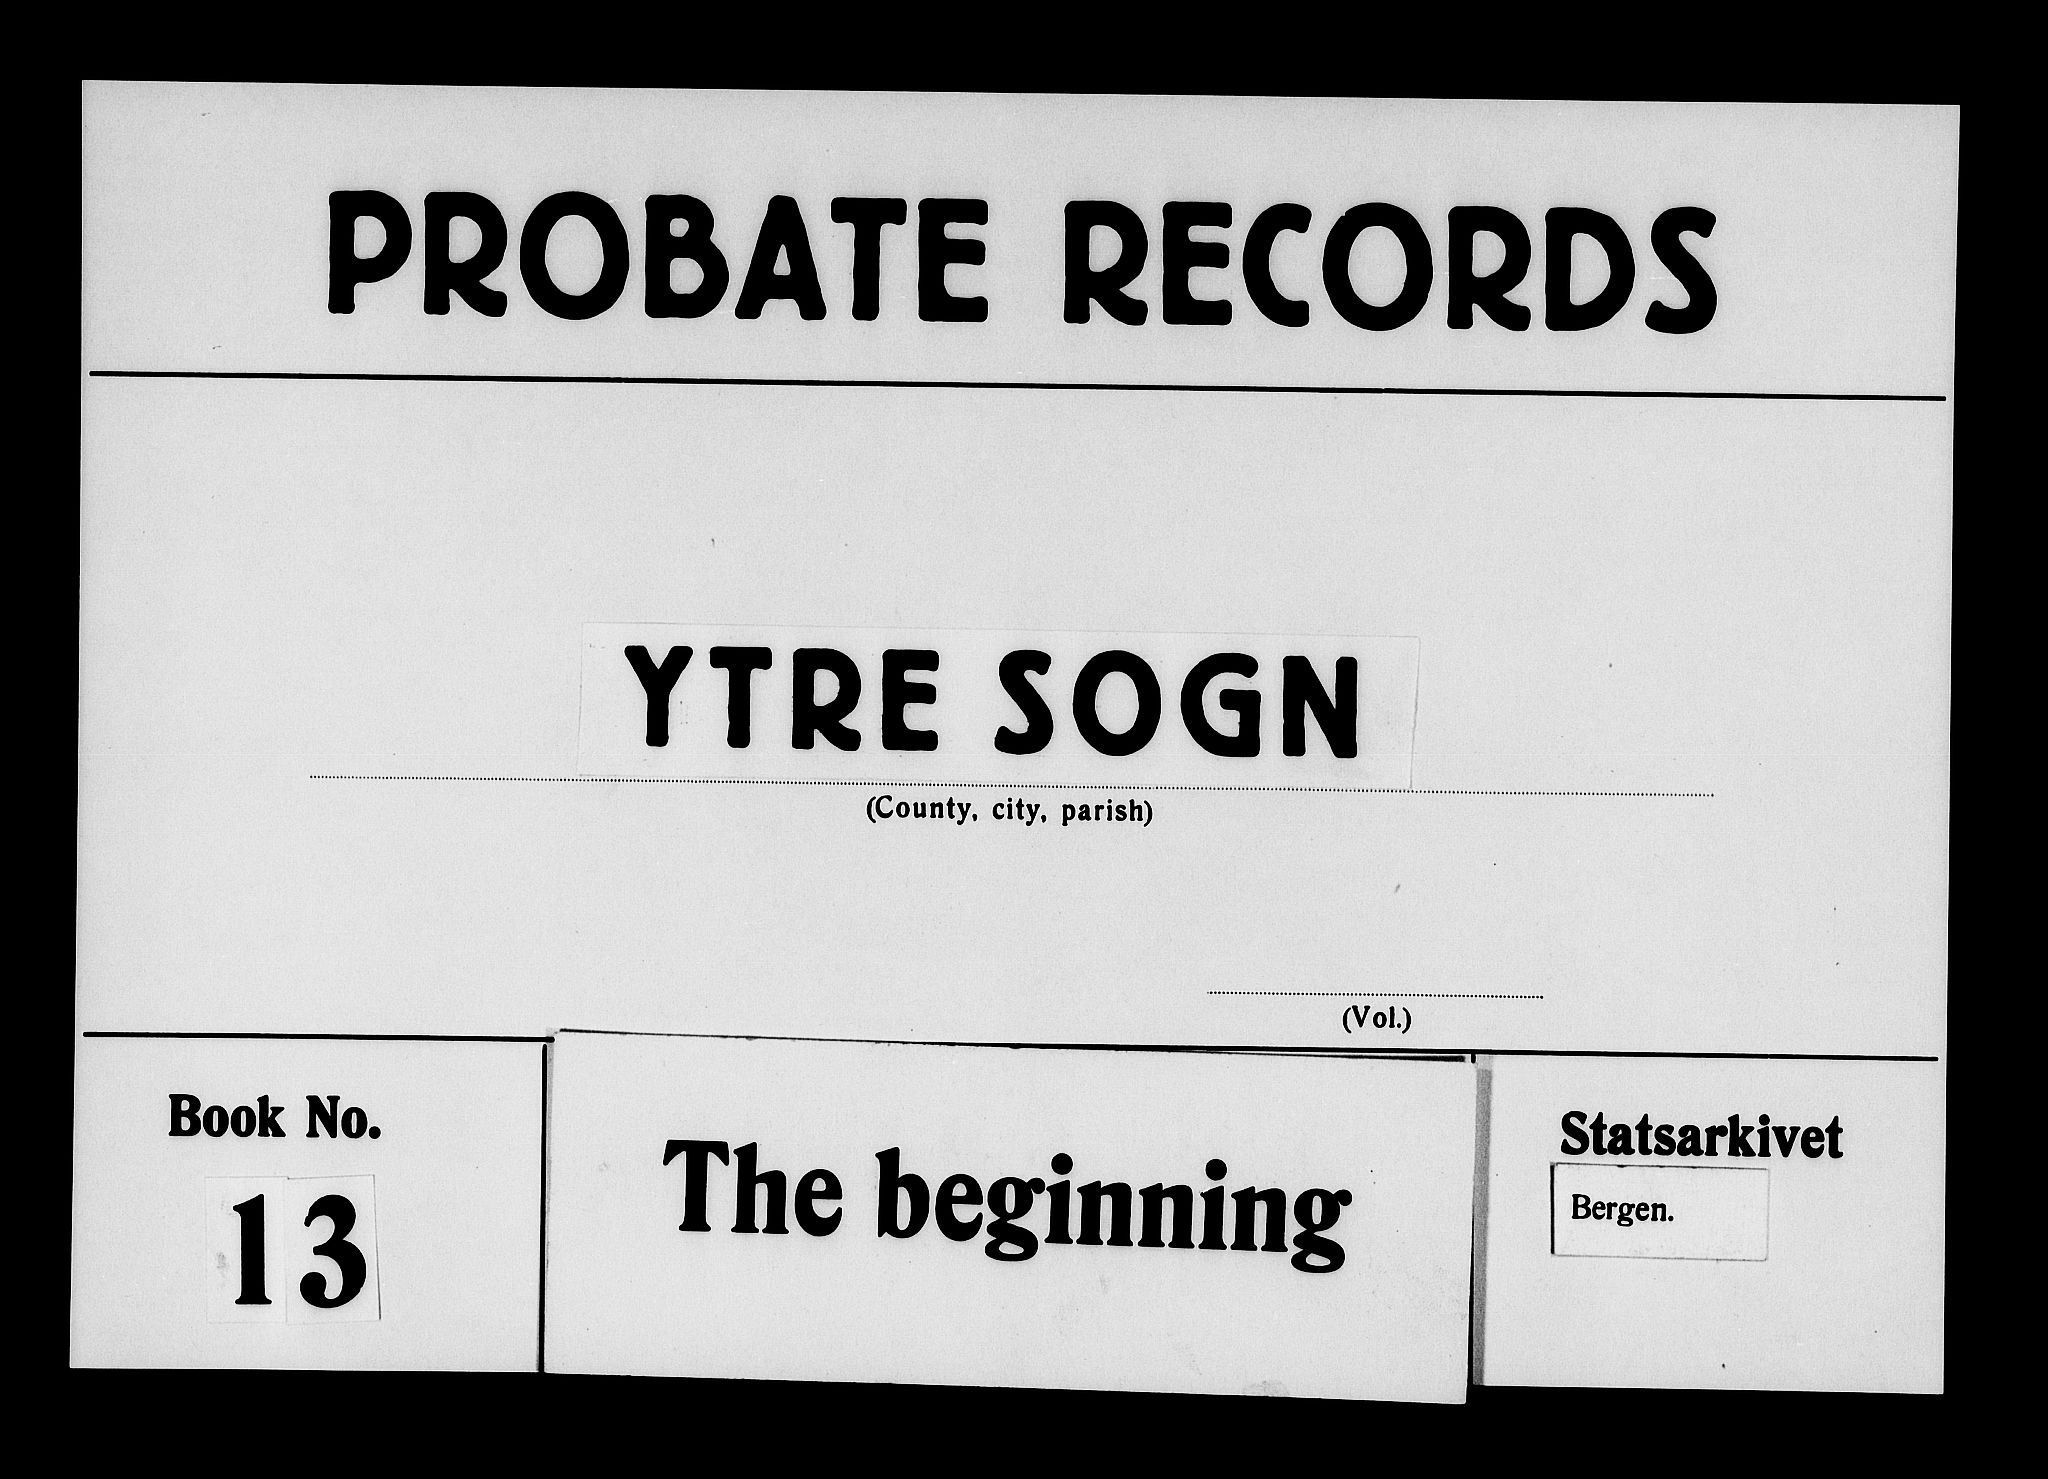 PROBATE RECORDS
YTRE SOGN
(County, city, parish)
(Vol.)
Book No.
13
The beginning
Statsarkivet
Bergen.